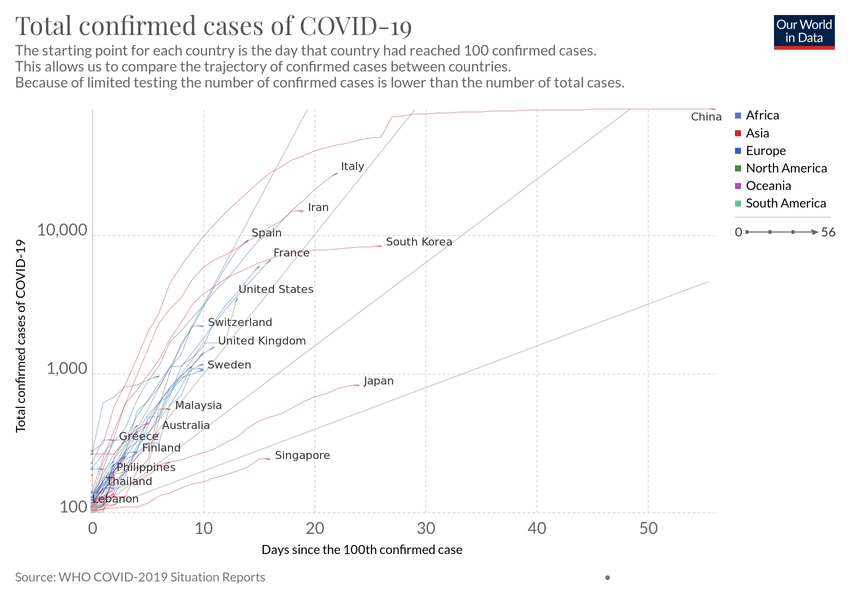 Total confirmed cases of COVID-19
Our World
in Data
The starting point for each country is the day that country had reached 100 confirmed cases.
This allows us to compare the trajectory of confirmed cases between countries.
Because of limited testing the number of confirmed cases is lower than the number of total cases.
China
Africa
Asia
Europe
North America
Oceania
South America
0
56
Italy
Iran
Spain
South Korea
France
United States
Switzerland
United Kingdom
Sweden
Japan
Malaysia
Australia
Greece
Finland
Singapore
Philippines
Thailand
Lebanon
10,000
1,000
100
Total confirmed cases of COVID-19
0
10
20
30
40
50
Days since the 100th confirmed case
Source: WHO COVID-2019 Situation Reports